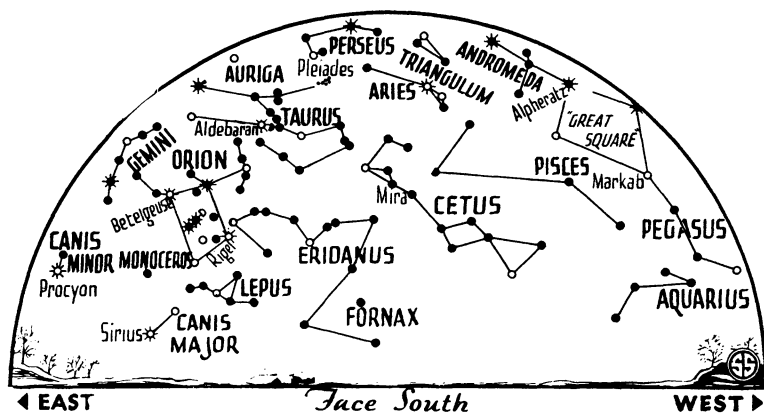 PERSEUS
ANDROMEDA
TRIANGULUM
Pleiades
AURIGA
ARIES
Alpheratz
TAURUS
"GREAT
SQUARE"
Aldebaran
GEMINI
ORION
PISCES
Markab
Mira
CETUS
Betelgeuse
PEGASUS
CANIS
MINOR
MONOCEROS
Rigel
ERIDANUS
Procyon
LEPUS
AQUARIUS
FORNAX
Sirius
CANIS
MAJOR
EAST
Face South
WEST